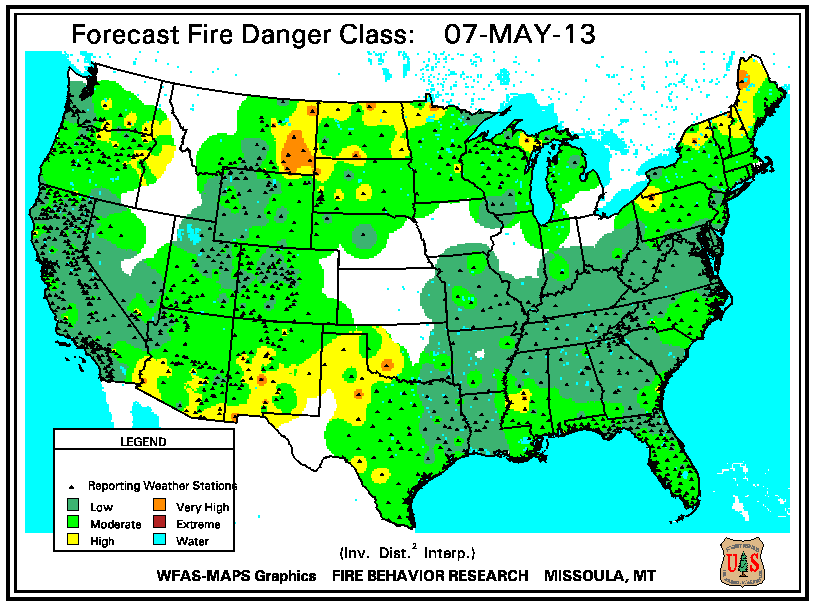 Forecast Fire Danger Class: 07-MAY-13
LEGEND
Reporting Weather Stations
Low
Very High
Moderate
Extreme
High
Water
(Inv. Dist.² Interp.)
WFAS-MAPS Graphics FIRE BEHAVIOR RESEARCH MISSOULA, MT
U S